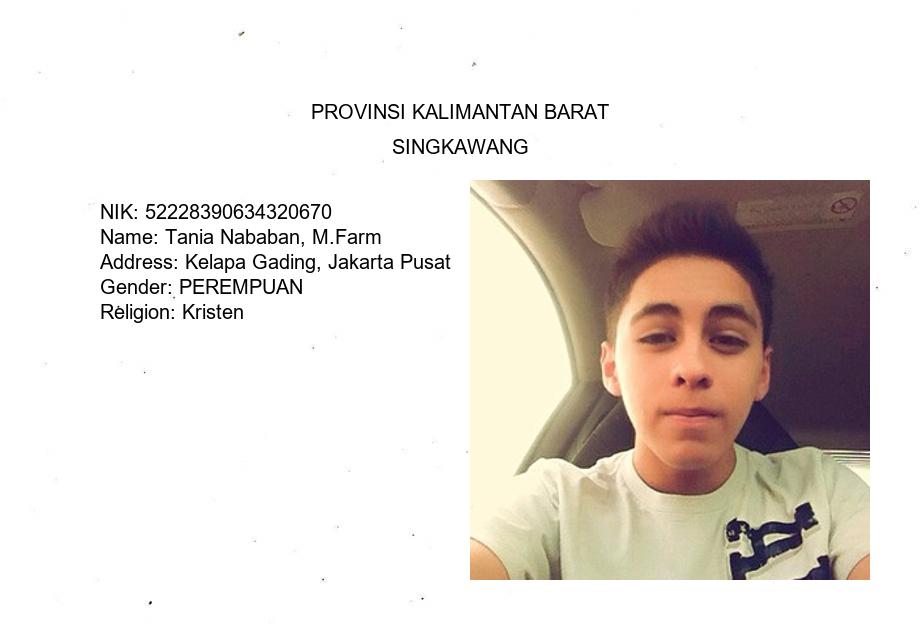 PROVINSI KALIMANTAN BARAT
SINGKAWANG
NIK: 52228390634320670
Name: Tania Nababan, M.Farm
Address: Kelapa Gading, Jakarta Pusat
Gender: PEREMPUAN
Religion: Kristen